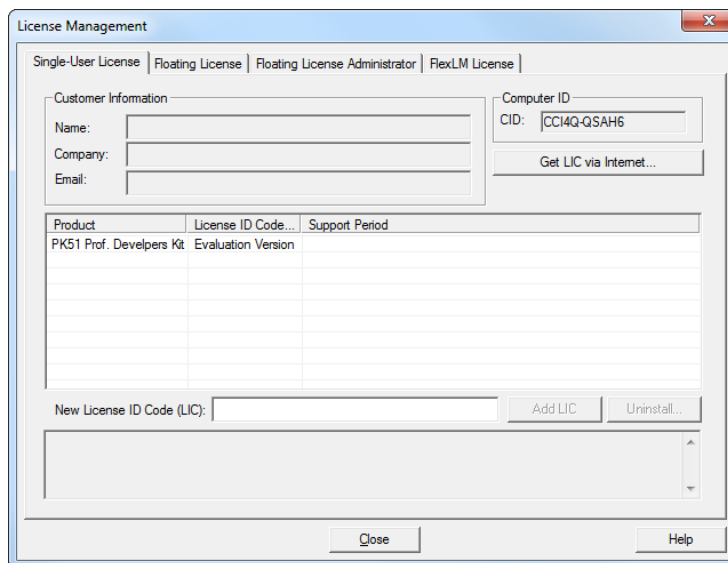 License Management
Single-User License
Floating License
Floating License Administrator
FlexLM License
Customer Information
Name:
Company:
Email:
Computer ID
CID:
CCI4Q-QSAH6
Get LIC via Internet...
Product
License ID Code...
Support Period
PK51 Prof. Develpers Kit
Evaluation Version
New License ID Code (LIC):
Add LIC
Uninstall...
Close
Help